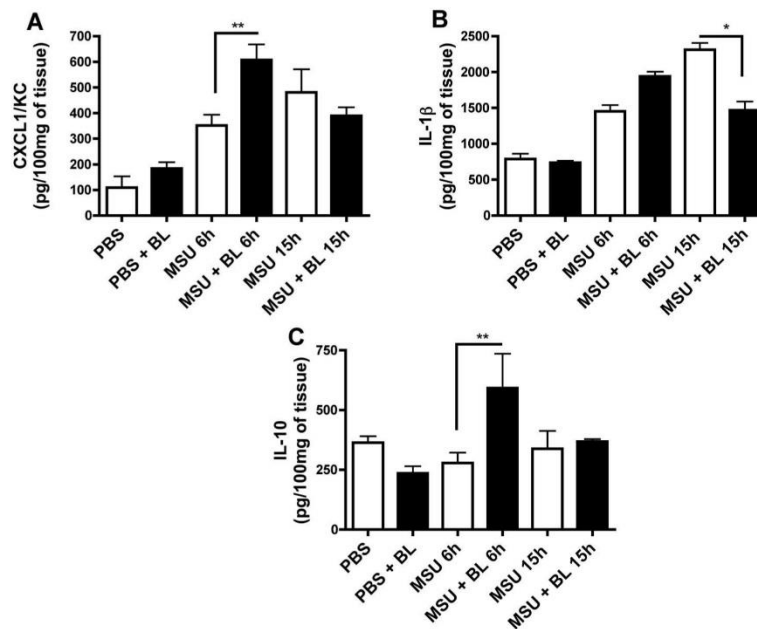 A
CXCL1/KC
(pg/100mg of tissue)
700
600
500
400
300
200
100
0
**
PBS
PBS + BL
MSU 6h
MSU + BL 6h
MSU 15h
MSU + BL 15h
B
IL-1β
(pg/100mg of tissue)
2500
2000
1500
1000
500
0
*
PBS
PBS + BL
MSU 6h
MSU + BL 6h
MSU 15h
MSU + BL 15h
C
IL-10
(pg/100mg of tissue)
750
500
250
0
**
PBS
PBS + BL
MSU 6h
MSU + BL 6h
MSU 15h
MSU + BL 15h